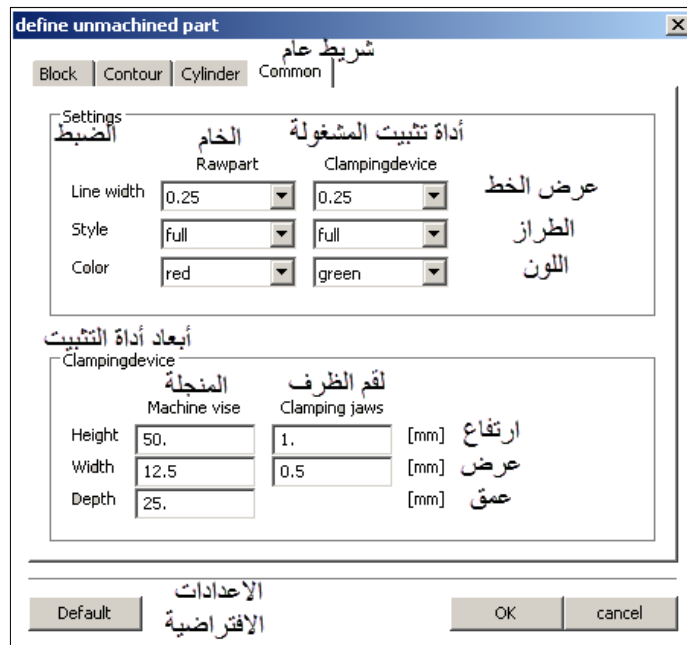 define unmachined part
شريط عام
Block Contour Cylinder Common
Settings
الضبط الخام أداة تثبيت المشغولة
Rawpart Clampingdevice
Line width 0.25 0.25 عرض الخط
Style full full الطراز
Color red green اللون
أبعاد أداة التثبيت
Clampingdevice
المنجلة لقم الظرف
Machine vise Clamping jaws
Height 50. 1. [mm] ارتفاع
Width 12.5 0.5 [mm] عرض
Depth 25. [mm] عمق
الاعدادات
Default OK cancel
الافتراضية